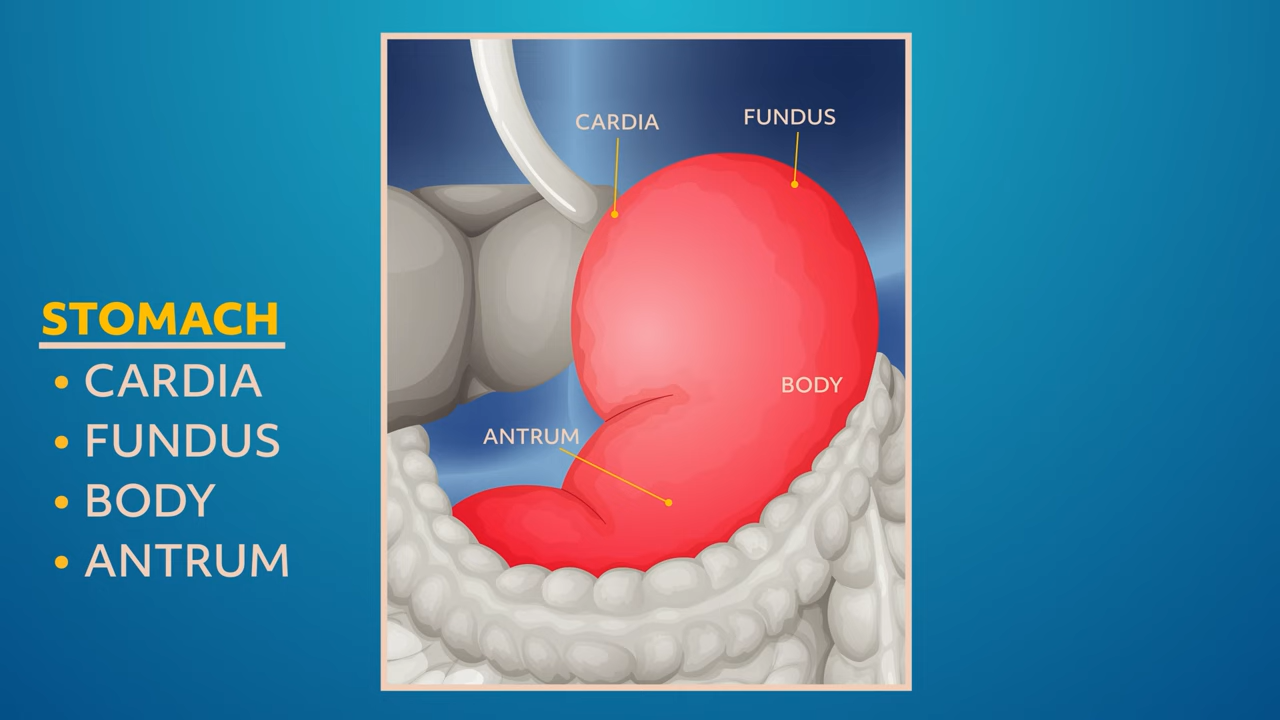 STOMACH
• CARDIA
• FUNDUS
• BODY
• ANTRUM
CARDIA
FUNDUS
BODY
ANTRUM